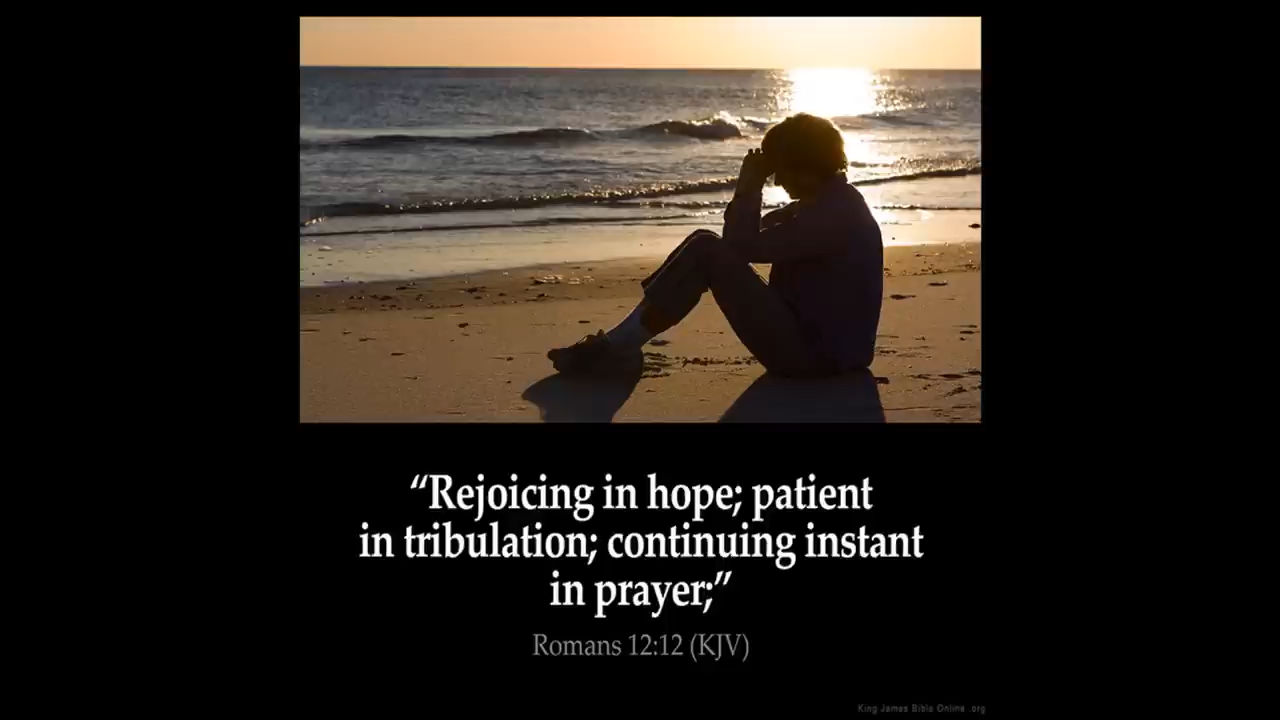 “Rejoicing in hope; patient
in tribulation; continuing instant
in prayer;”
Romans 12:12 (KJV)
King James Bible Online .org